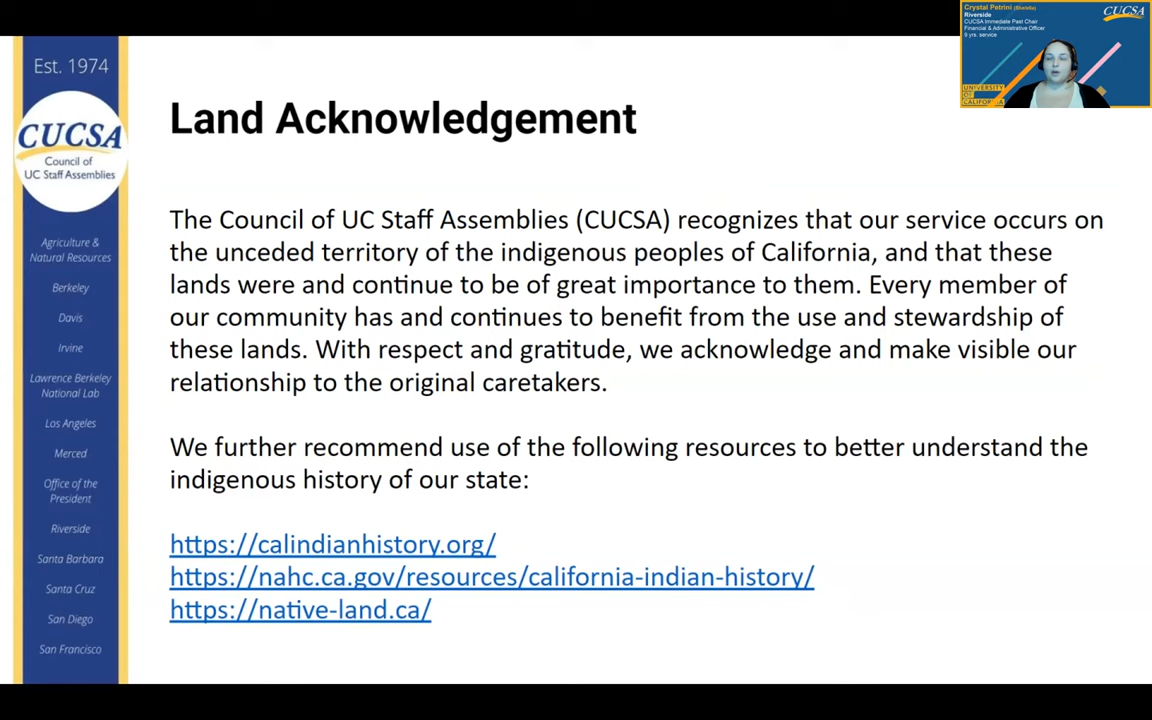 Crystal Petrini (She/Her)
Riverside
CUCSA Immediate Past Chair
Financial & Administrative Officer
9 yrs. service
CUCSA
UNIVERSITY
OF
CALIFORNIA
Est. 1974
CUCSA
Council of
UC Staff Assemblies
Agriculture &
Natural Resources
Berkeley
Davis
Irvine
Lawrence Berkeley
National Lab
Los Angeles
Merced
Office of the
President
Riverside
Santa Barbara
Santa Cruz
San Diego
San Francisco
Land Acknowledgement
The Council of UC Staff Assemblies (CUCSA) recognizes that our service occurs on
the unceded territory of the indigenous peoples of California, and that these
lands were and continue to be of great importance to them. Every member of
our community has and continues to benefit from the use and stewardship of
these lands. With respect and gratitude, we acknowledge and make visible our
relationship to the original caretakers.
We further recommend use of the following resources to better understand the
indigenous history of our state:
https://calindianhistory.org/
https://nahc.ca.gov/resources/california-indian-history/
https://native-land.ca/